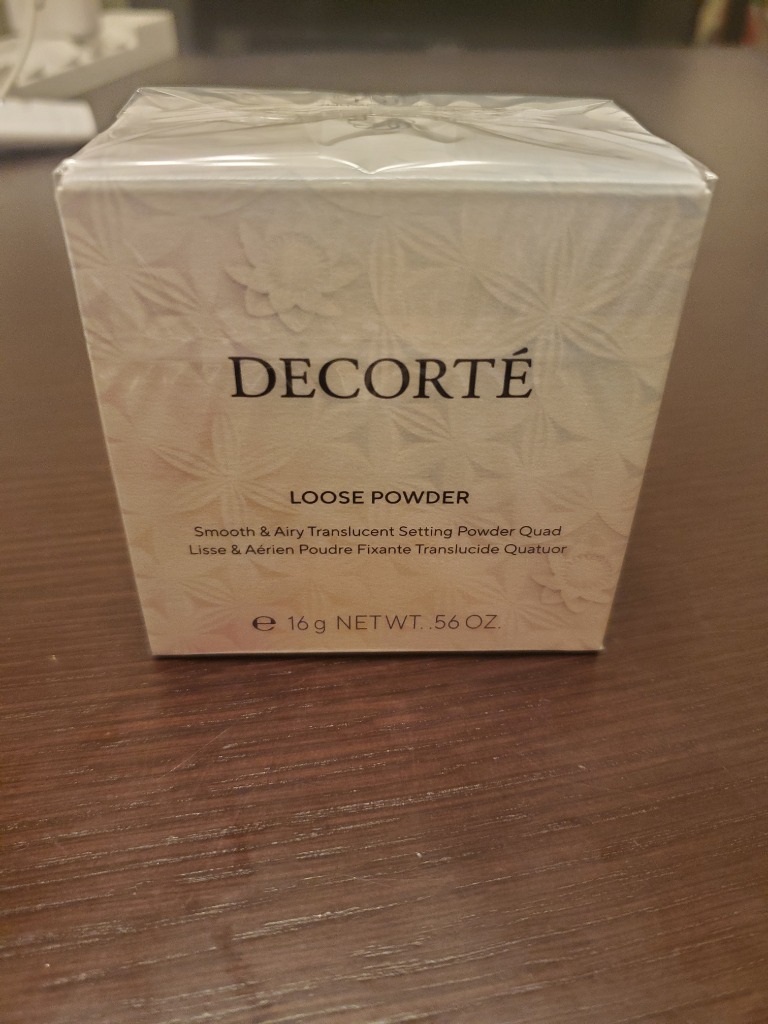 DECORTÉ
LOOSE POWDER
Smooth & Airy Translucent Setting Powder Quad
Lisse & Aérien Poudre Fixante Translucide Quatuor
℮ 16 g NET WT. .56 OZ.